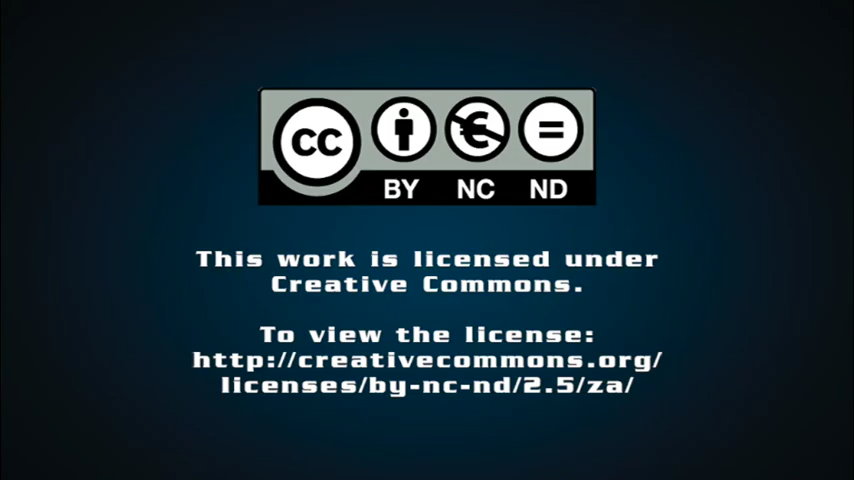 CC
BY NC ND
This work is licensed under
Creative Commons.
To view the license:
http://creativecommons.org/
licenses/by-nc-nd/2.5/za/